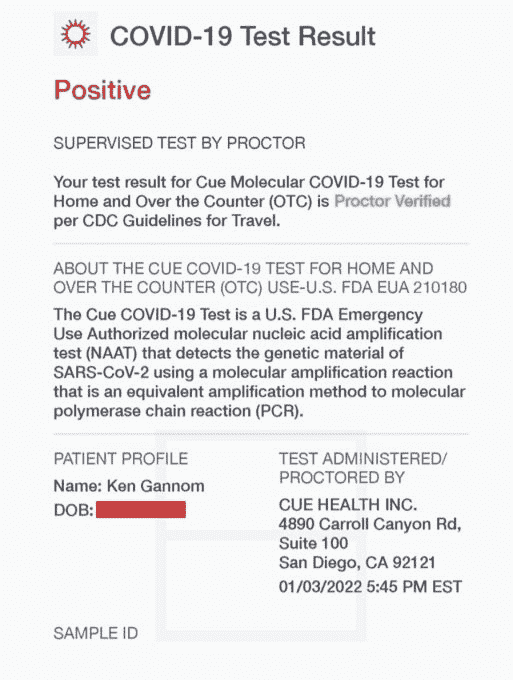 COVID-19 Test Result
Positive
SUPERVISED TEST BY PROCTOR
Your test result for Cue Molecular COVID-19 Test for
Home and Over the Counter (OTC) is Proctor Verified
per CDC Guidelines for Travel.
ABOUT THE CUE COVID-19 TEST FOR HOME AND
OVER THE COUNTER (OTC) USE-U.S. FDA EUA 210180
The Cue COVID-19 Test is a U.S. FDA Emergency
Use Authorized molecular nucleic acid amplification
test (NAAT) that detects the genetic material of
SARS-CoV-2 using a molecular amplification reaction
that is an equivalent amplification method to molecular
polymerase chain reaction (PCR).
PATIENT PROFILE
Name: Ken Gannom
DOB:
TEST ADMINISTERED/
PROCTORED BY
CUE HEALTH INC.
4890 Carroll Canyon Rd,
Suite 100
San Diego, CA 92121
01/03/2022 5:45 PM EST
SAMPLE ID